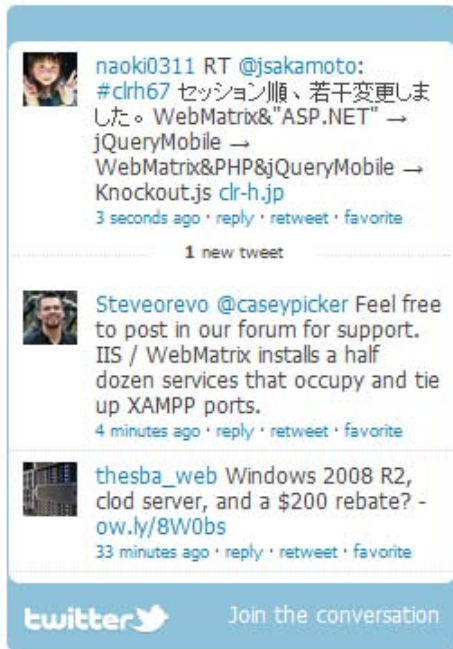 naoki0311 RT @jsakamoto:
#clrh67 セッション順、若干変更しま
した。WebMatrix&"ASP.NET" →
jQueryMobile →
WebMatrix&PHP&jQueryMobile →
Knockout.js clr-h.jp
3 seconds ago · reply · retweet · favorite
1 new tweet
Steveorevo @caseypicker Feel free
to post in our forum for support.
IIS / WebMatrix installs a half
dozen services that occupy and tie
up XAMPP ports.
4 minutes ago · reply · retweet · favorite
thesba_web Windows 2008 R2,
clod server, and a $200 rebate? -
ow.ly/8W0bs
33 minutes ago · reply · retweet · favorite
twitter Join the conversation